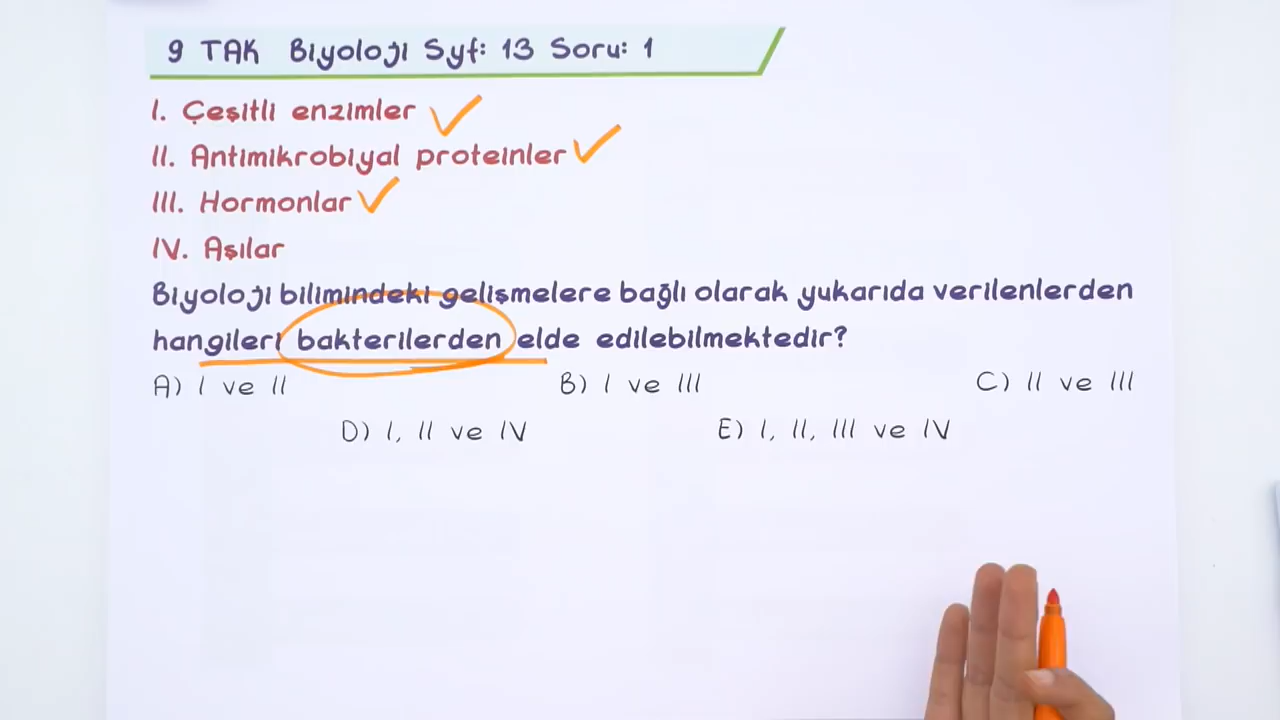 9 TAK Biyoloji Syf: 13 Soru: 1
I. Çeşitli enzimler
II. Antimikrobiyal proteinler
III. Hormonlar
IV. Aşılar
Biyoloji bilimindeki gelişmelere bağlı olarak yukarıda verilenlerden
hangileri bakterilerden elde edilebilmektedir?
A) I ve II B) I ve III C) II ve III
D) I, II ve IV E) I, II, III ve IV